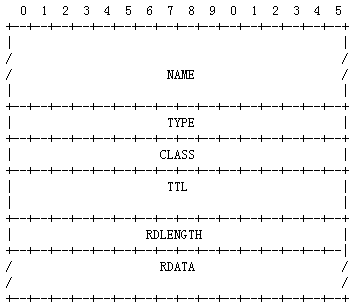 0 1 2 3 4 5 6 7 8 9 0 1 2 3 4 5
+--+--+--+--+--+--+--+--+--+--+--+--+--+--+--+--+
| |
/ /
/ NAME /
| |
+--+--+--+--+--+--+--+--+--+--+--+--+--+--+--+--+
| TYPE |
+--+--+--+--+--+--+--+--+--+--+--+--+--+--+--+--+
| CLASS |
+--+--+--+--+--+--+--+--+--+--+--+--+--+--+--+--+
| TTL |
| |
+--+--+--+--+--+--+--+--+--+--+--+--+--+--+--+--+
| RDLENGTH |
+--+--+--+--+--+--+--+--+--+--+--+--+--+--+--+--|
/ RDATA /
/ /
+--+--+--+--+--+--+--+--+--+--+--+--+--+--+--+--+